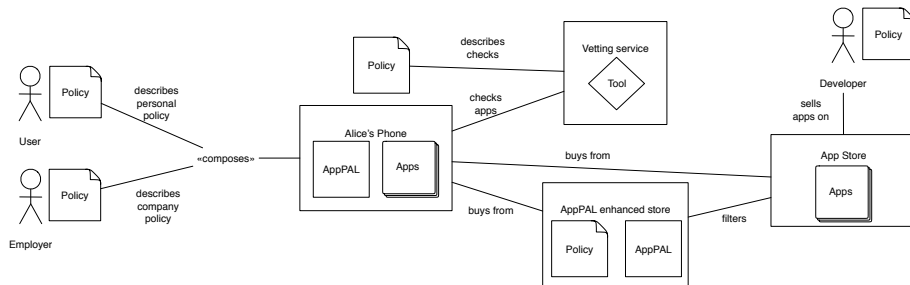 Policy
User
describes
personal
policy
Policy
Employer
describes
company
policy
«composes»
Policy
describes
checks
Vetting service
Tool
checks
apps
Alice's Phone
AppPAL
Apps
buys from
buys from
AppPAL enhanced store
Policy
AppPAL
filters
Policy
Developer
sells
apps on
App Store
Apps